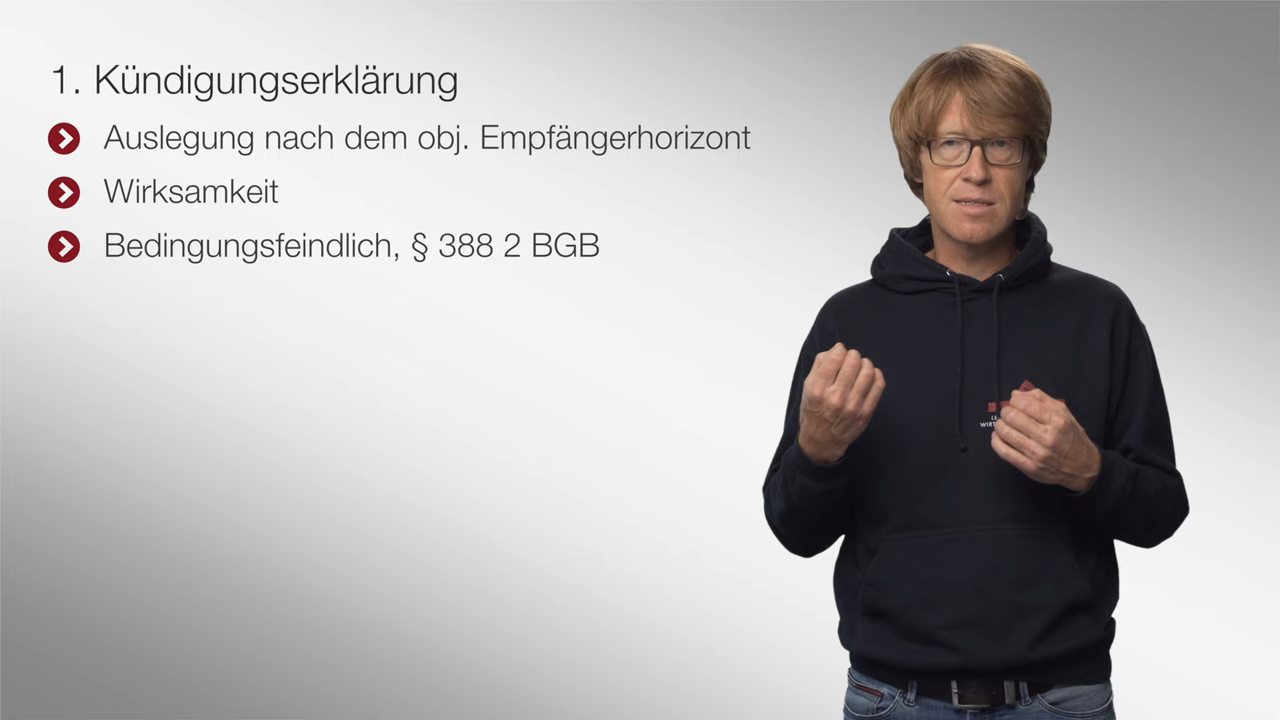 1. Kündigungserklärung
Auslegung nach dem obj. Empfängerhorizont
Wirksamkeit
Bedingungsfeindlich, § 388 2 BGB